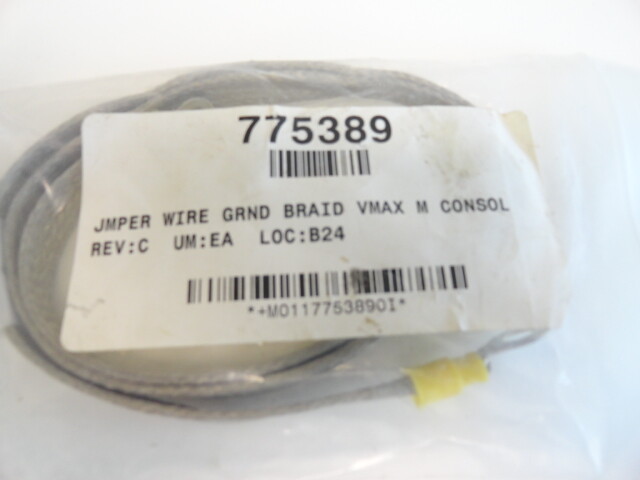 775389
JMPER WIRE GRND BRAID VMAX M CONSOL
REV:C UM:EA LOC:B24
*+M0117753890I*